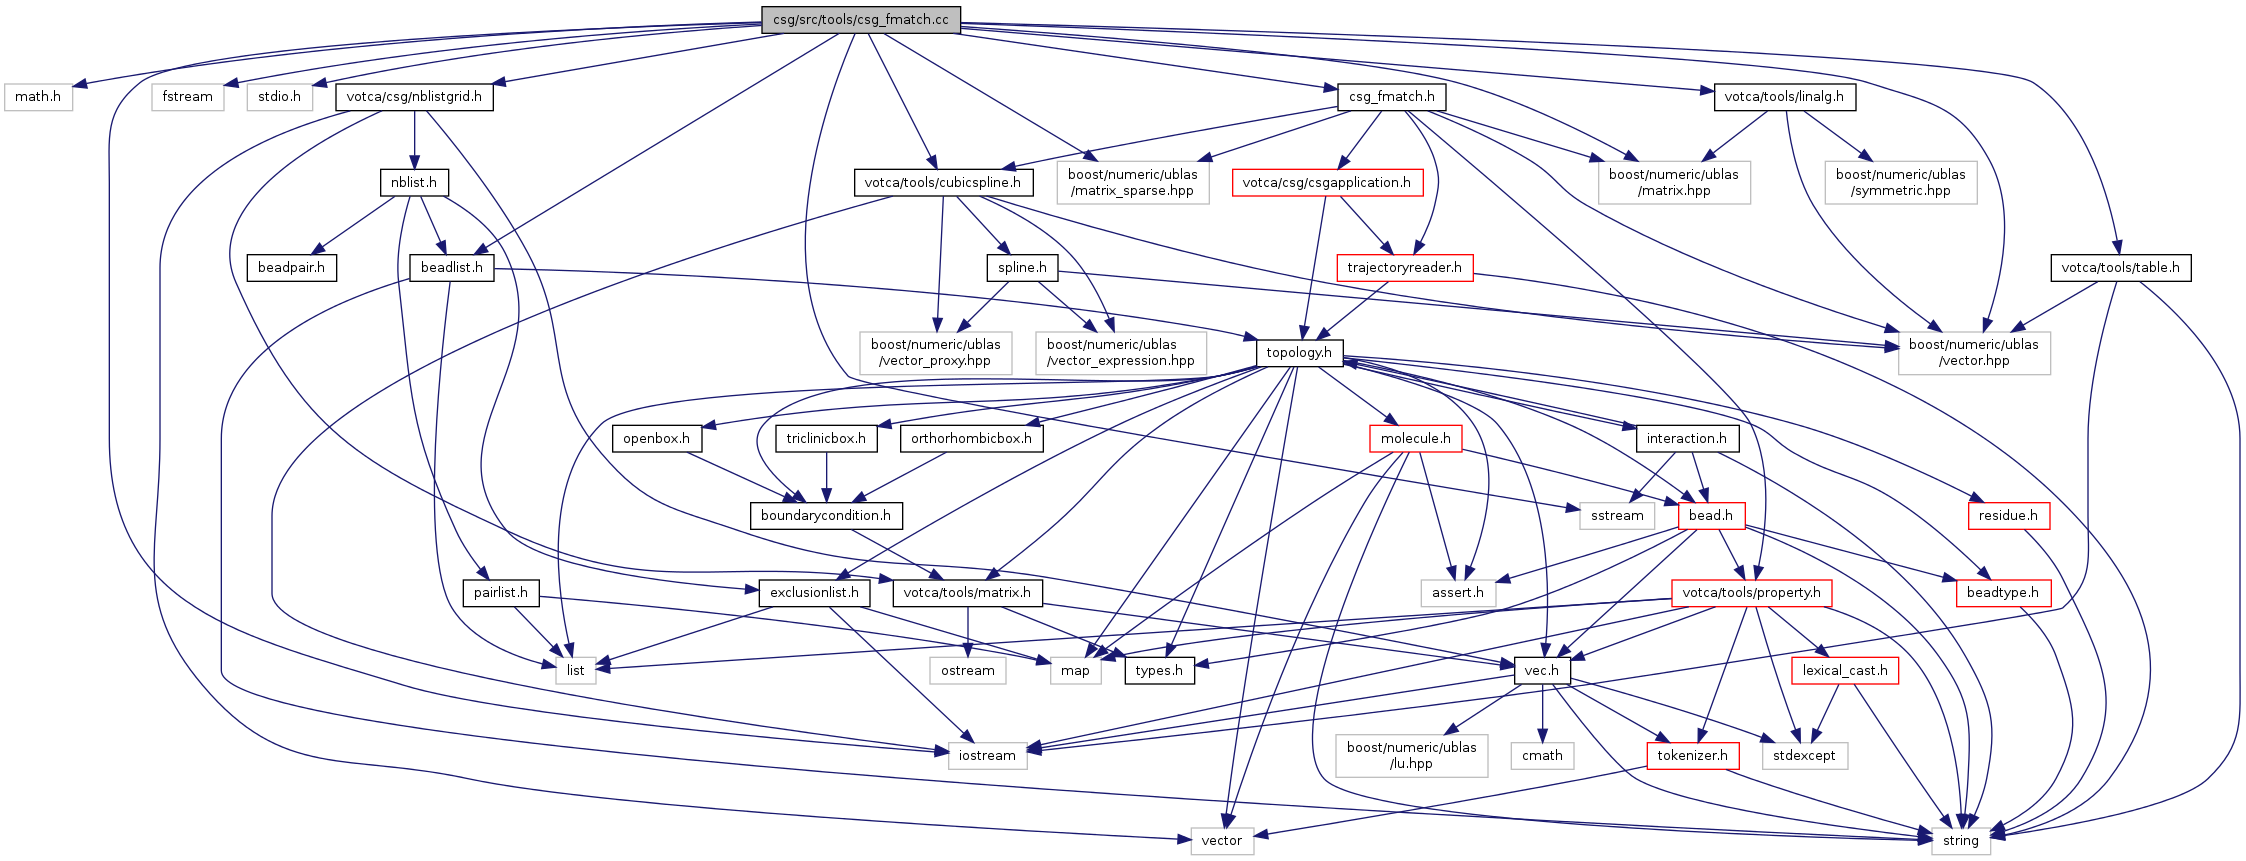 csg/src/tools/csg_fmatch.cc
math.h
fstream
stdio.h
votca/csg/nblistgrid.h
csg_fmatch.h
votca/tools/linalg.h
nblist.h
votca/tools/cubicspline.h
boost/numeric/ublas
/matrix_sparse.hpp
votca/csg/csgapplication.h
boost/numeric/ublas
/matrix.hpp
boost/numeric/ublas
/symmetric.hpp
beadpair.h
beadlist.h
spline.h
trajectoryreader.h
votca/tools/table.h
boost/numeric/ublas
/vector_proxy.hpp
boost/numeric/ublas
/vector_expression.hpp
topology.h
boost/numeric/ublas
/vector.hpp
openbox.h
triclinicbox.h
orthorhombicbox.h
molecule.h
interaction.h
boundarycondition.h
sstream
bead.h
residue.h
pairlist.h
exclusionlist.h
votca/tools/matrix.h
assert.h
votca/tools/property.h
beadtype.h
list
ostream
map
types.h
vec.h
lexical_cast.h
iostream
boost/numeric/ublas
/lu.hpp
cmath
tokenizer.h
stdexcept
vector
string